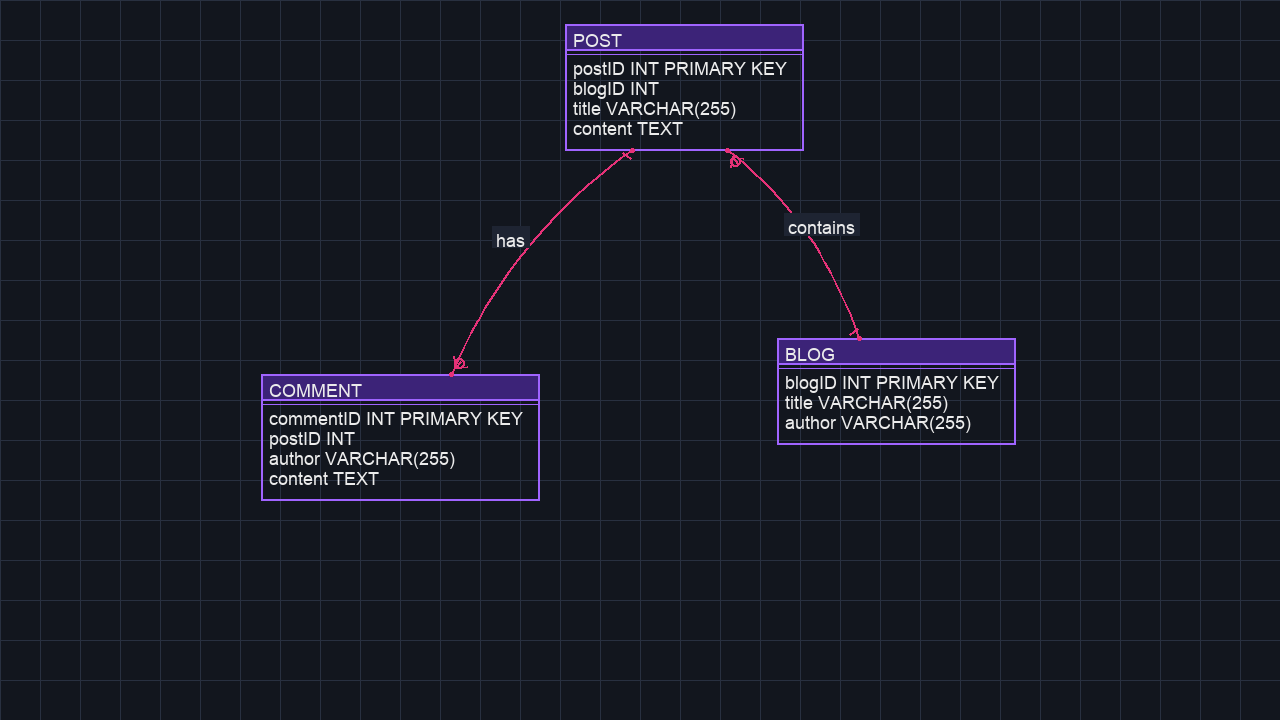 POST
postID INT PRIMARY KEY
blogID INT
title VARCHAR(255)
content TEXT
has
contains
COMMENT
commentID INT PRIMARY KEY
postID INT
author VARCHAR(255)
content TEXT
BLOG
blogID INT PRIMARY KEY
title VARCHAR(255)
author VARCHAR(255)